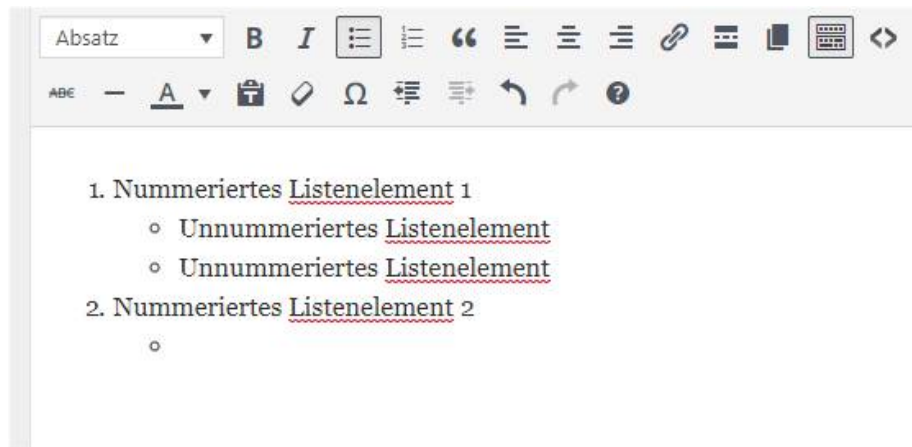 Absatz
ABC A
1. Nummeriertes Listenelement 1
Unnummeriertes Listenelement
Unnummeriertes Listenelement
2. Nummeriertes Listenelement 2